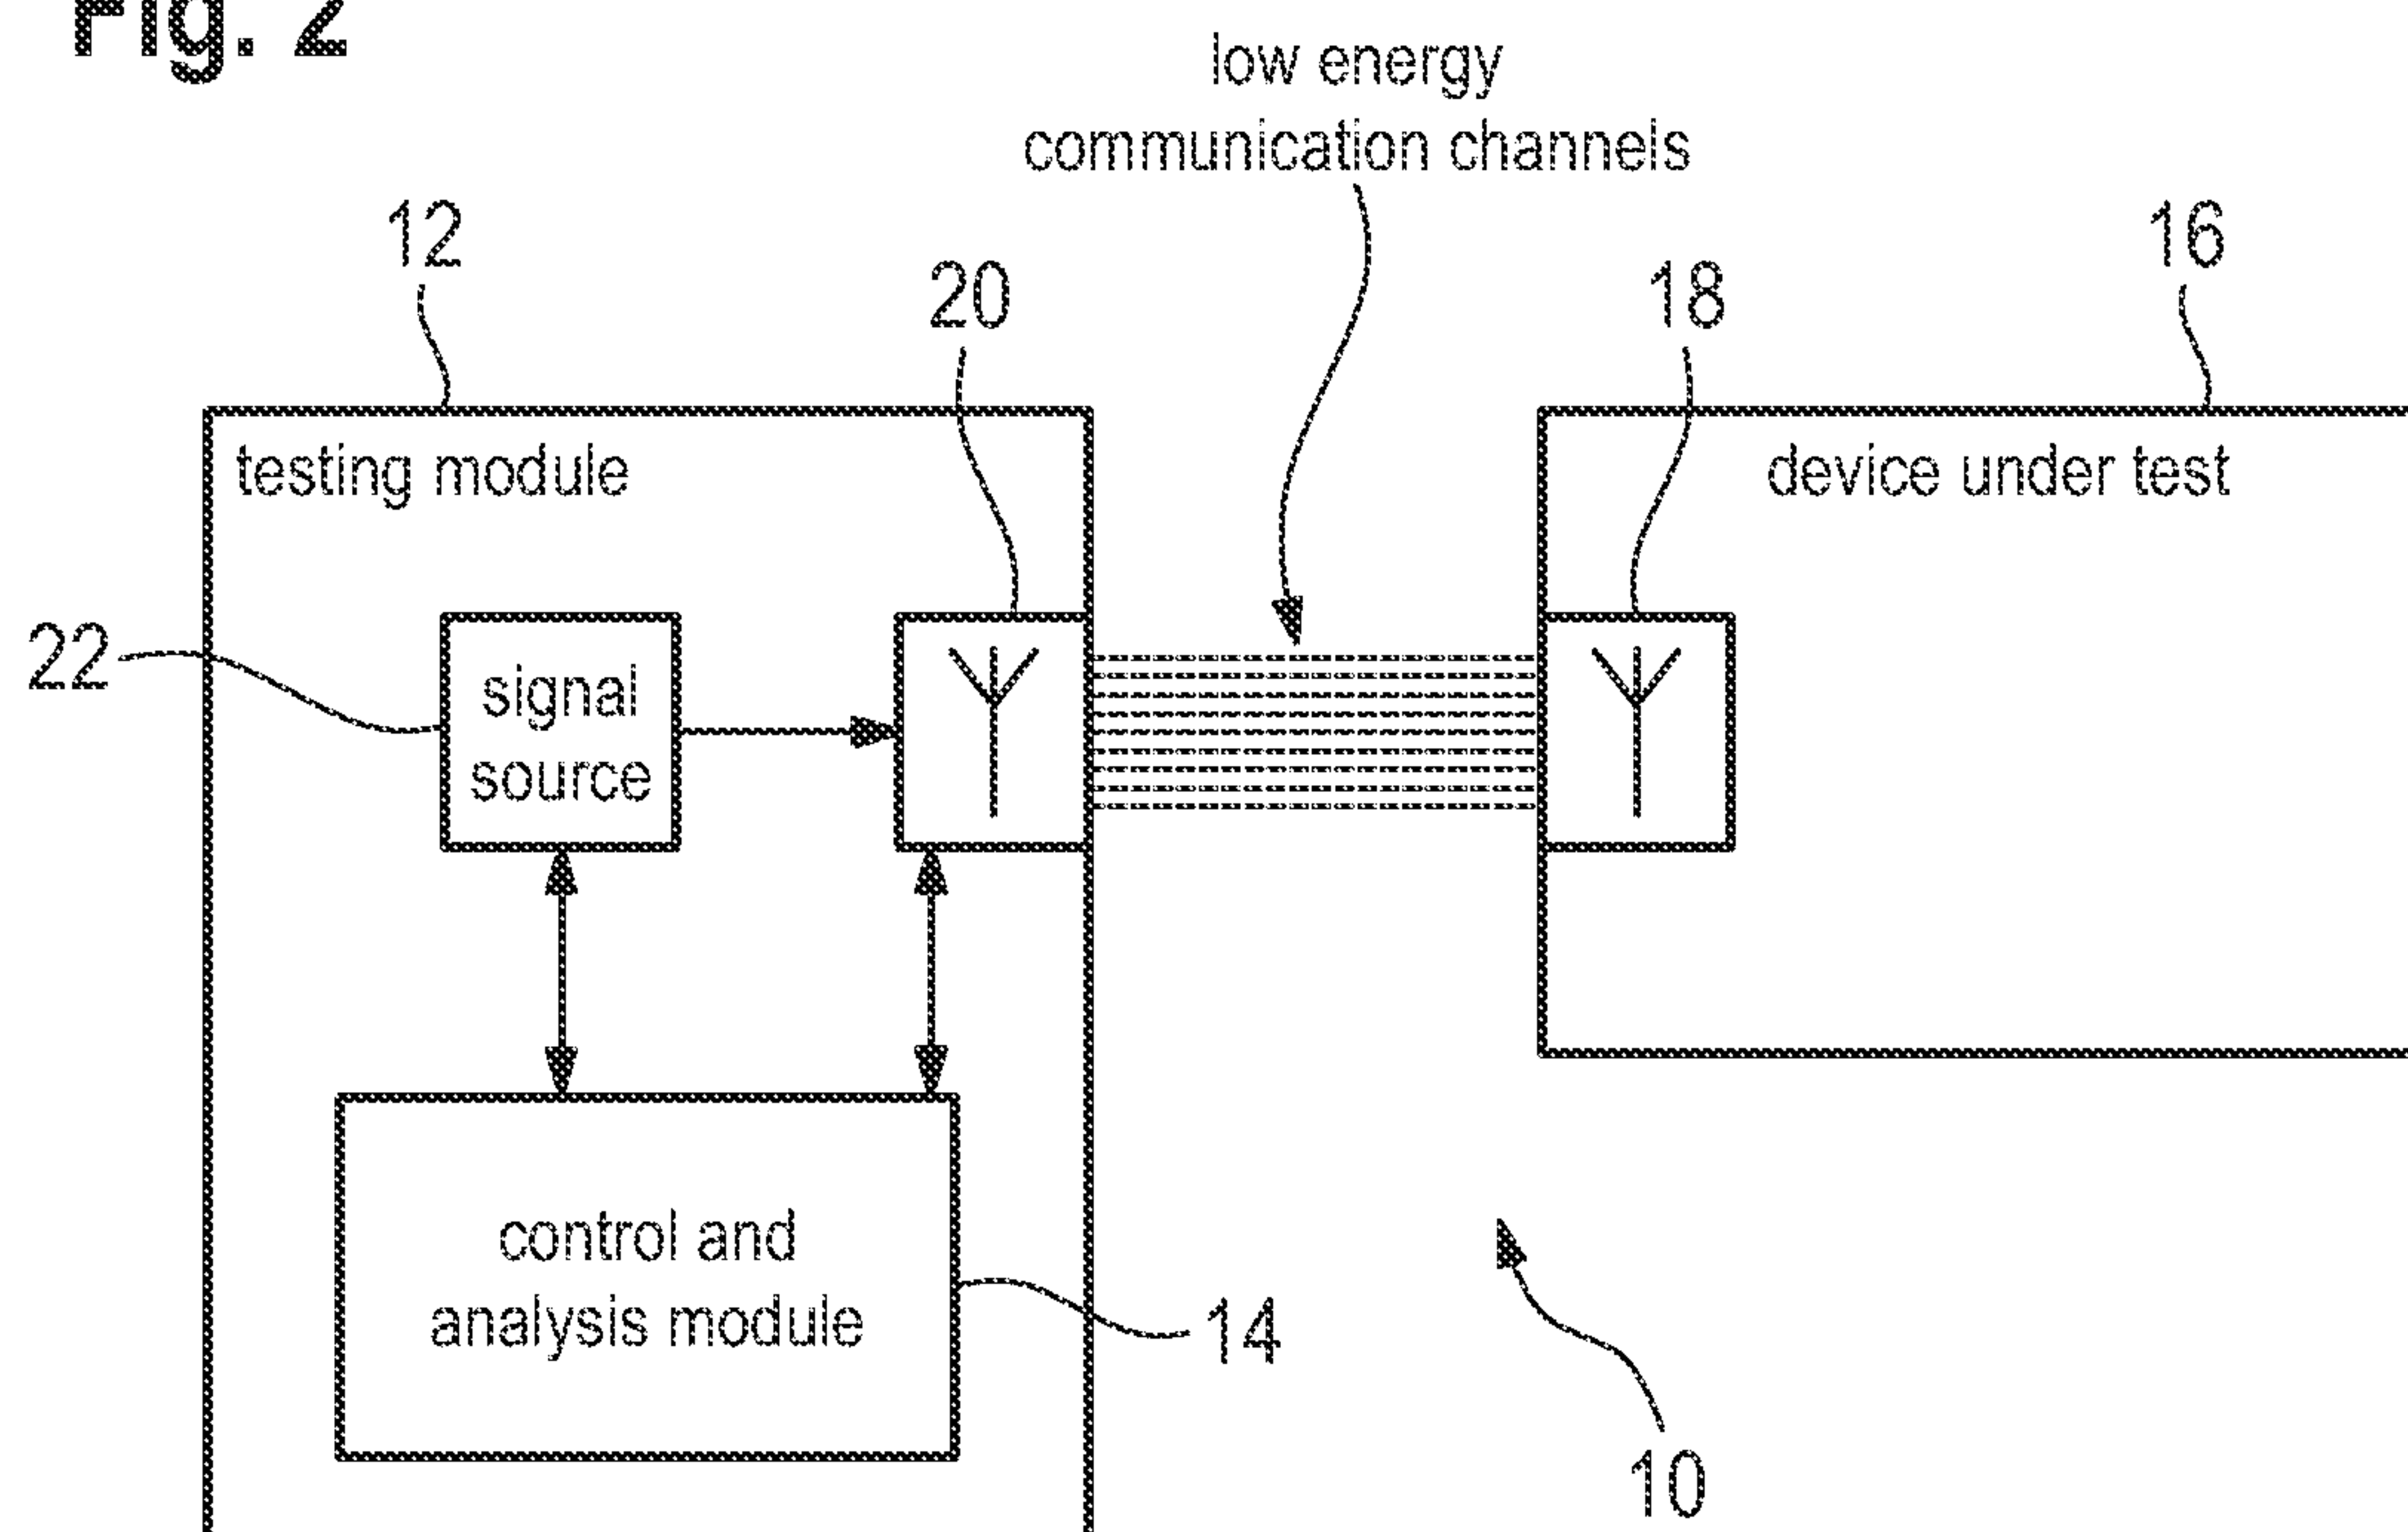 Fig. 2
low energy
communication channels
12
20
18
16
testing module
device under test
22
signal
source
control and
analysis module
14
10